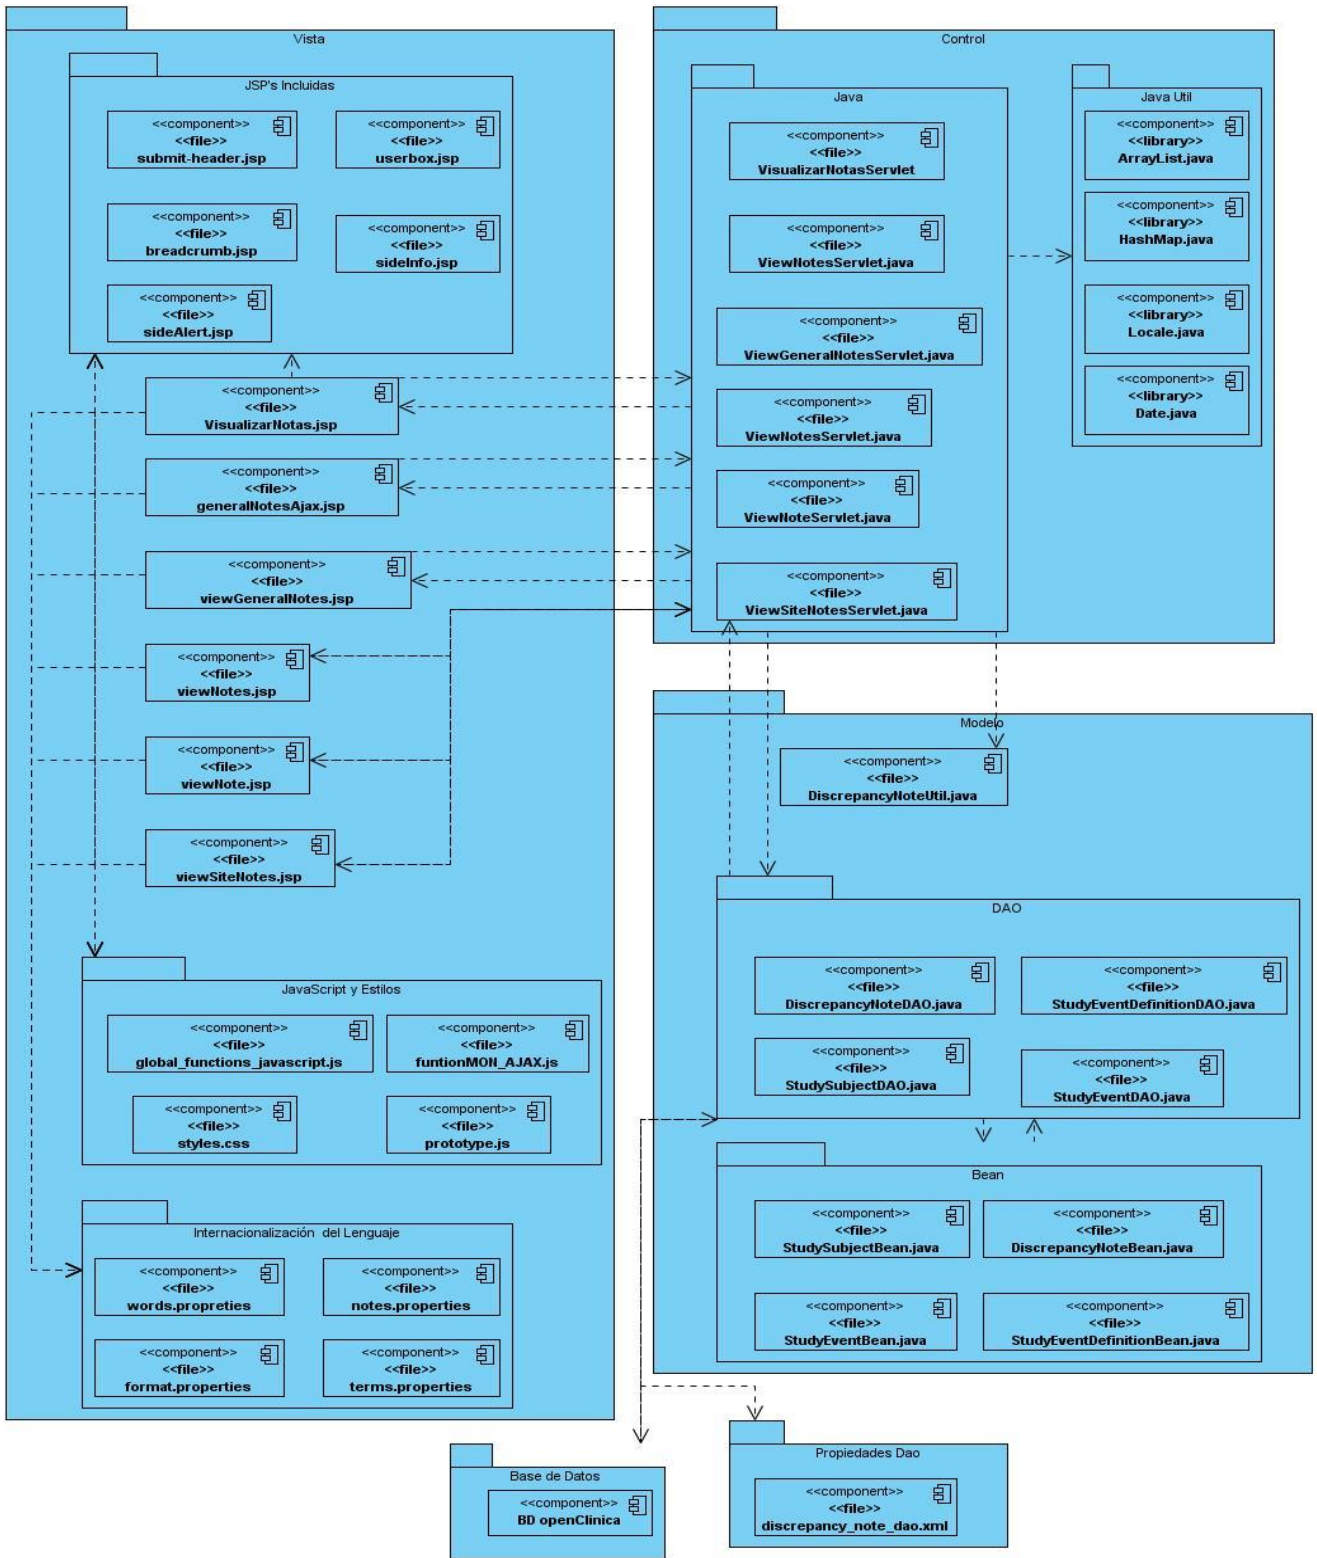 Vista
JSP's Incluidas
<<component>>
<<file>>
submit-header.jsp
<<component>>
<<file>>
userbox.jsp
<<component>>
<<file>>
breadcrumb.jsp
<<component>>
<<file>>
sideInfo.jsp
<<component>>
<<file>>
sideAlert.jsp
<<component>>
<<file>>
VisualizarNotas.jsp
<<component>>
<<file>>
generalNotesAjax.jsp
<<component>>
<<file>>
viewGeneralNotes.jsp
<<component>>
<<file>>
viewNotes.jsp
<<component>>
<<file>>
viewNote.jsp
<<component>>
<<file>>
viewSiteNotes.jsp
JavaScript y Estilos
<<component>>
<<file>>
global_functions_javascript.js
<<component>>
<<file>>
funtionMON_AJAX.js
<<component>>
<<file>>
styles.css
<<component>>
<<file>>
prototype.js
Internacionalización del Lenguaje
<<component>>
<<file>>
words.propreties
<<component>>
<<file>>
notes.properties
<<component>>
<<file>>
format.properties
<<component>>
<<file>>
terms.properties
Control
Java
<<component>>
<<file>>
VisualizarNotasServlet
<<component>>
<<file>>
ViewNotesServlet.java
<<component>>
<<file>>
ViewGeneralNotesServlet.java
<<component>>
<<file>>
ViewNotesServlet.java
<<component>>
<<file>>
ViewNoteServlet.java
<<component>>
<<file>>
ViewSiteNotesServlet.java
Java Util
<<component>>
<<library>>
ArrayList.java
<<component>>
<<library>>
HashMap.java
<<component>>
<<library>>
Locale.java
<<component>>
<<library>>
Date.java
Modelo
<<component>>
<<file>>
DiscrepancyNoteUtil.java
DAO
<<component>>
<<file>>
DiscrepancyNoteDAO.java
<<component>>
<<file>>
StudyEventDefinitionDAO.java
<<component>>
<<file>>
StudySubjectDAO.java
<<component>>
<<file>>
StudyEventDAO.java
Bean
<<component>>
<<file>>
StudySubjectBean.java
<<component>>
<<file>>
DiscrepancyNoteBean.java
<<component>>
<<file>>
StudyEventBean.java
<<component>>
<<file>>
StudyEventDefinitionBean.java
Base de Datos
<<component>>
BD openClinica
Propiedades Dao
<<component>>
<<file>>
discrepancy_note_dao.xml